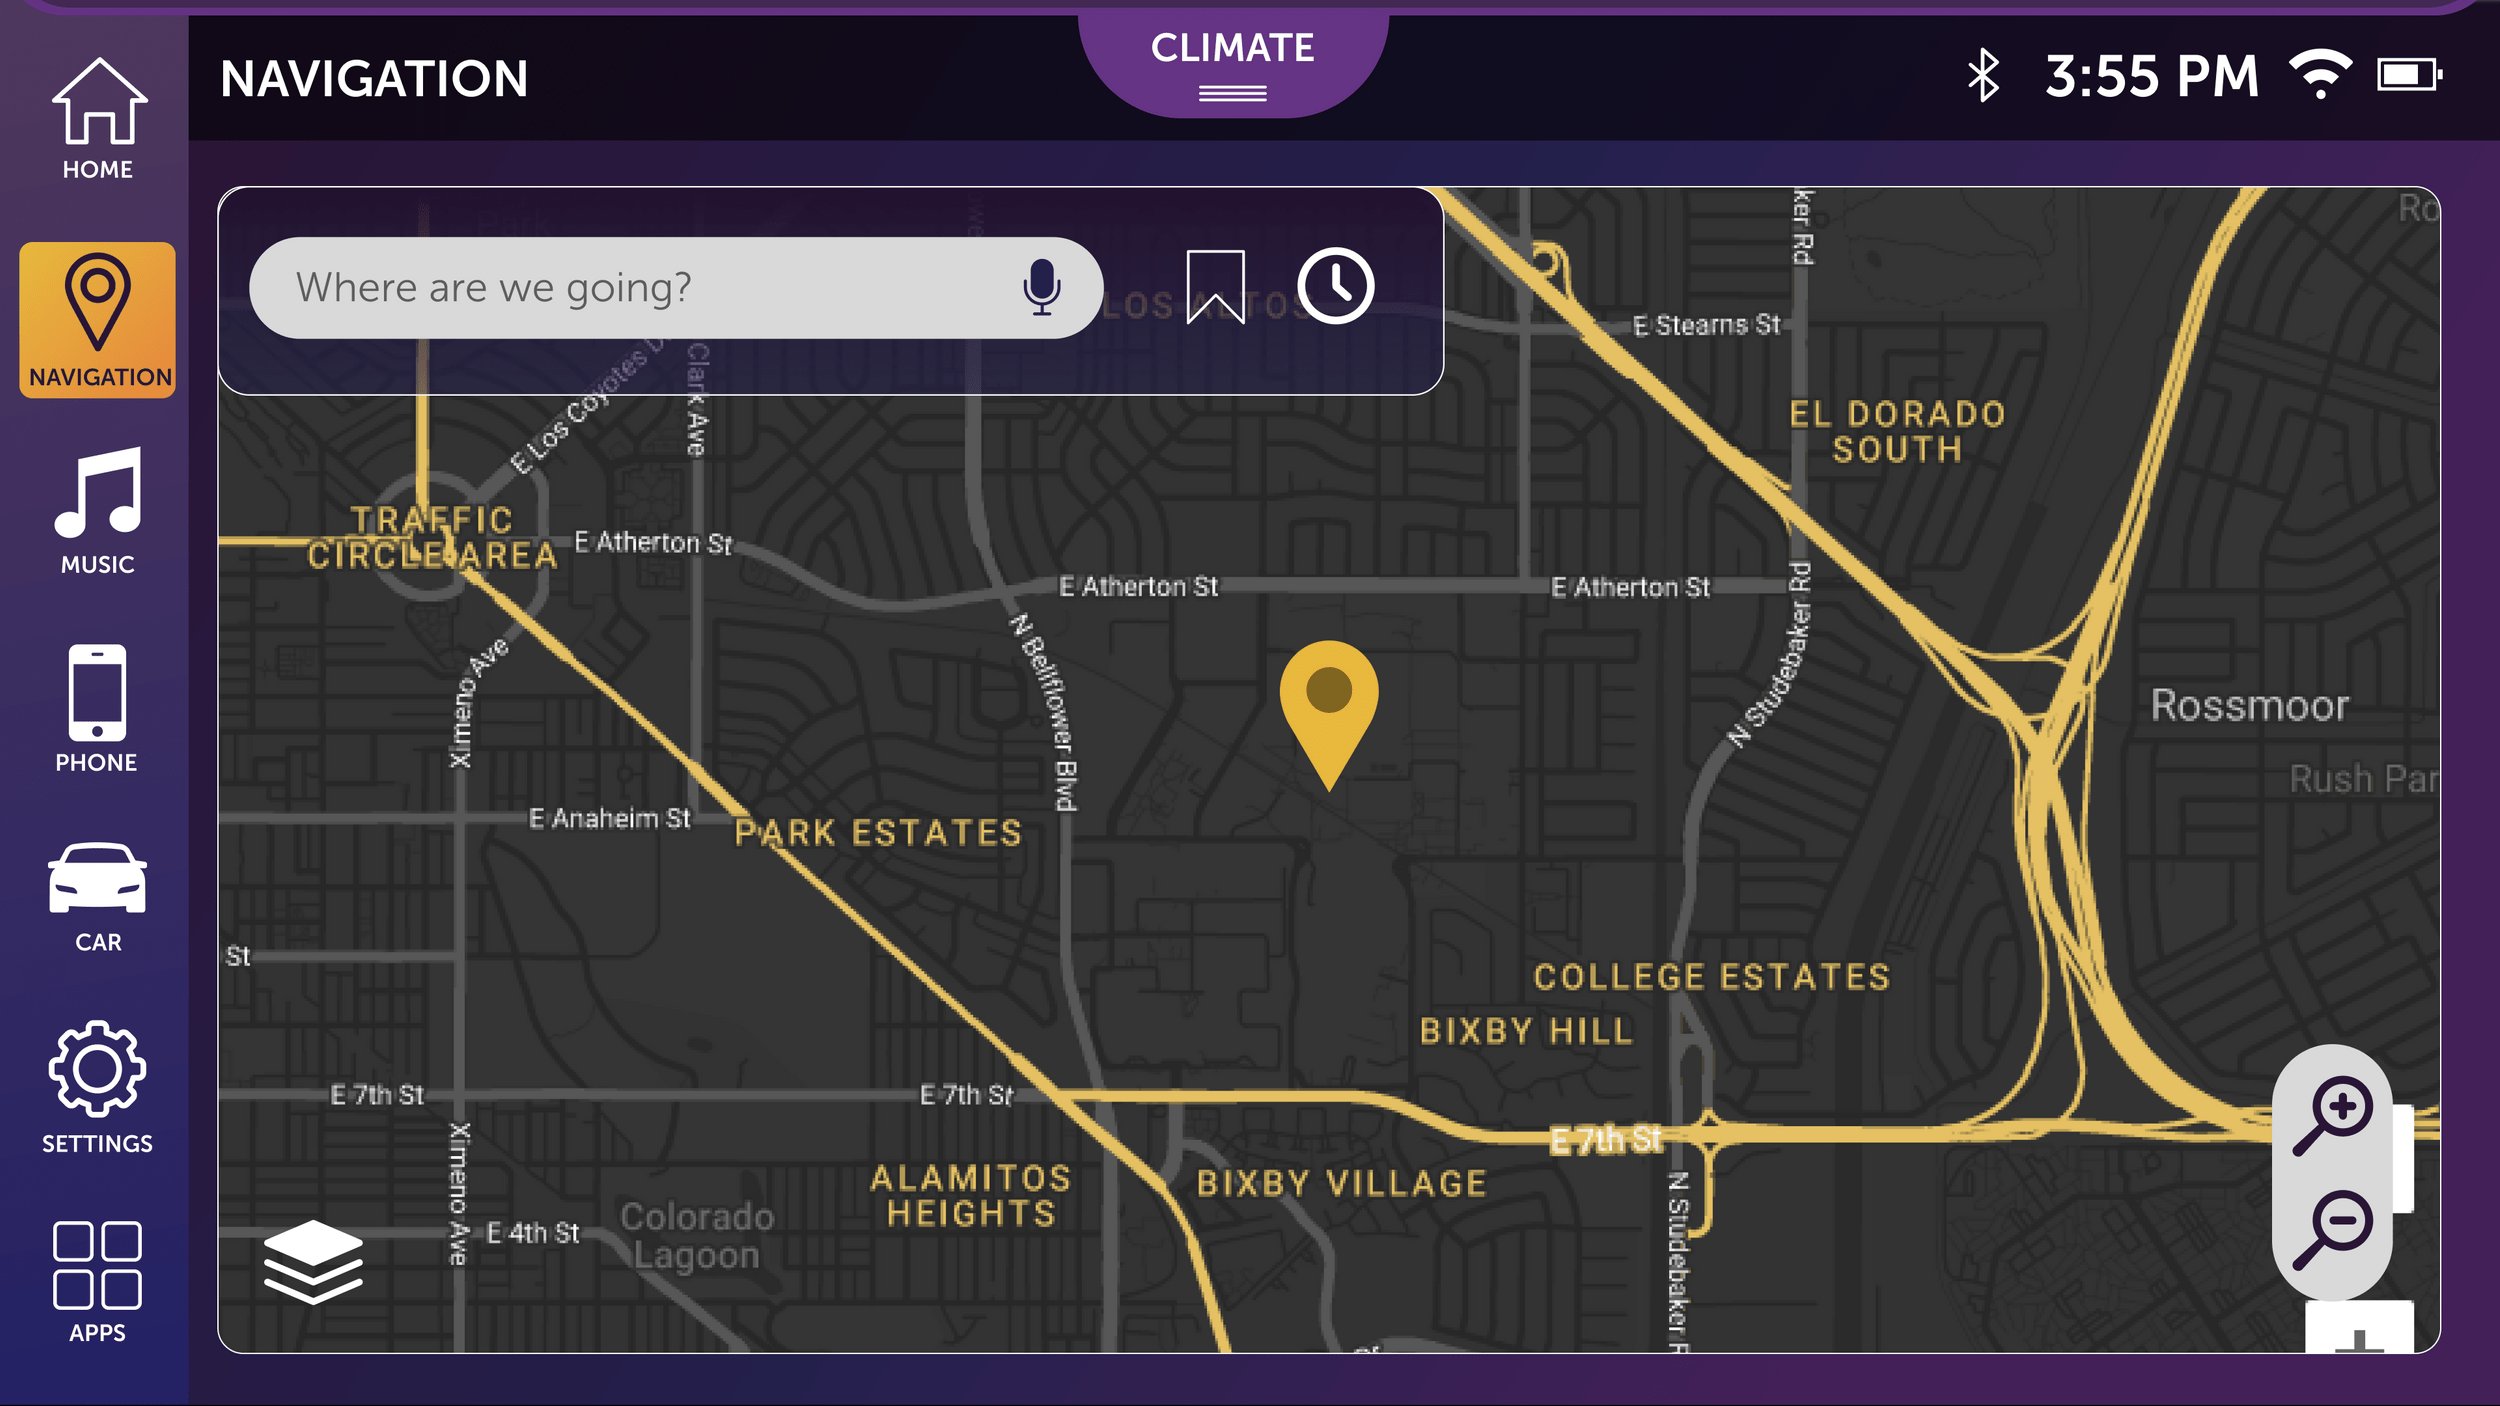 CLIMATE
NAVIGATION
3:55 PM
HOME
NAVIGATION
MUSIC
PHONE
CAR
SETTINGS
APPS
Where are we going?
LOS ALTOS
Park
Ro
ker Rd
E Stearns St
EL DORADO
SOUTH
E Los Coyotes D
Clark Ave
TRAFFIC
CIRCLE AREA
E Atherton St
E Atherton St
E Atherton St
N Bellflower Blvd
N Studebaker Rd
Ximeno Ave
Rossmoor
Rush Par
E Anaheim St
PARK ESTATES
St
COLLEGE ESTATES
BIXBY HILL
E 7th St
E 7th St
E 7th St
ALAMITOS
HEIGHTS
BIXBY VILLAGE
Ximeno Ave
E 4th St
Colorado
Lagoon
N Studebaker R